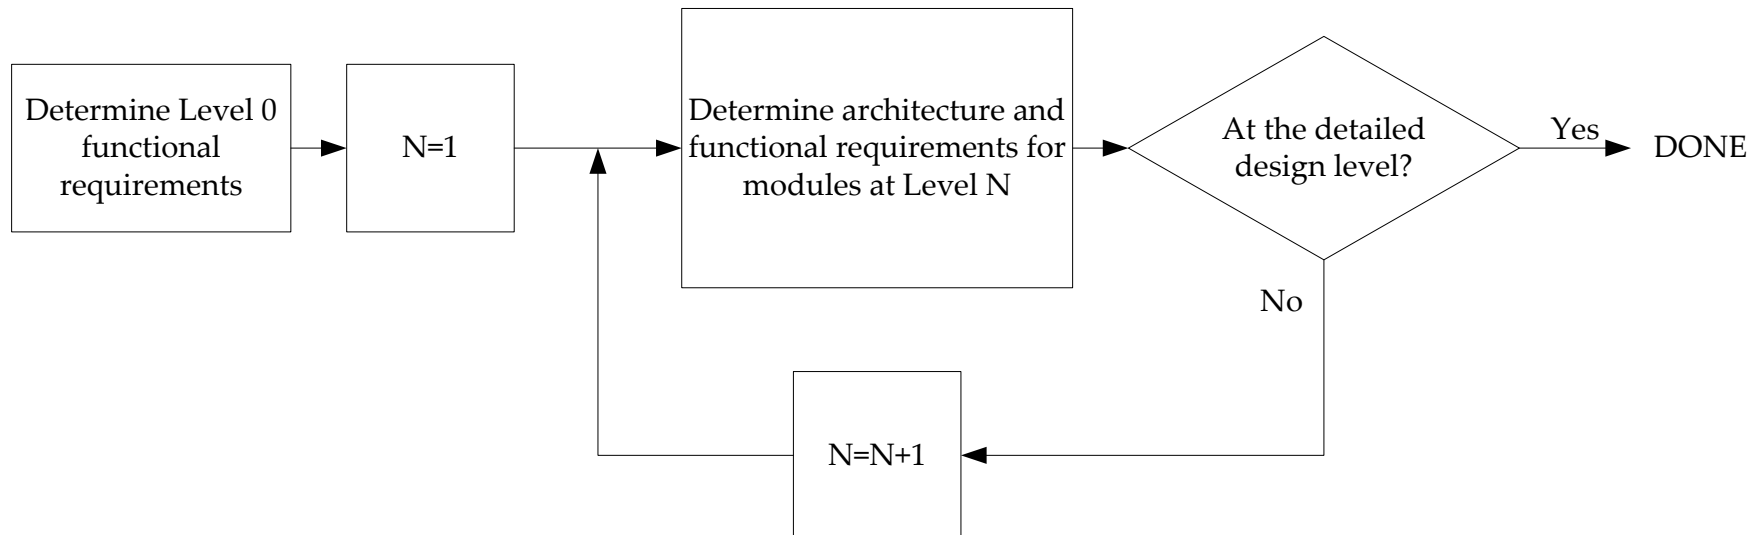 Determine Level 0
functional
requirements
N=1
Determine architecture and
functional requirements for
modules at Level N
At the detailed
design level?
Yes
DONE
No
N=N+1